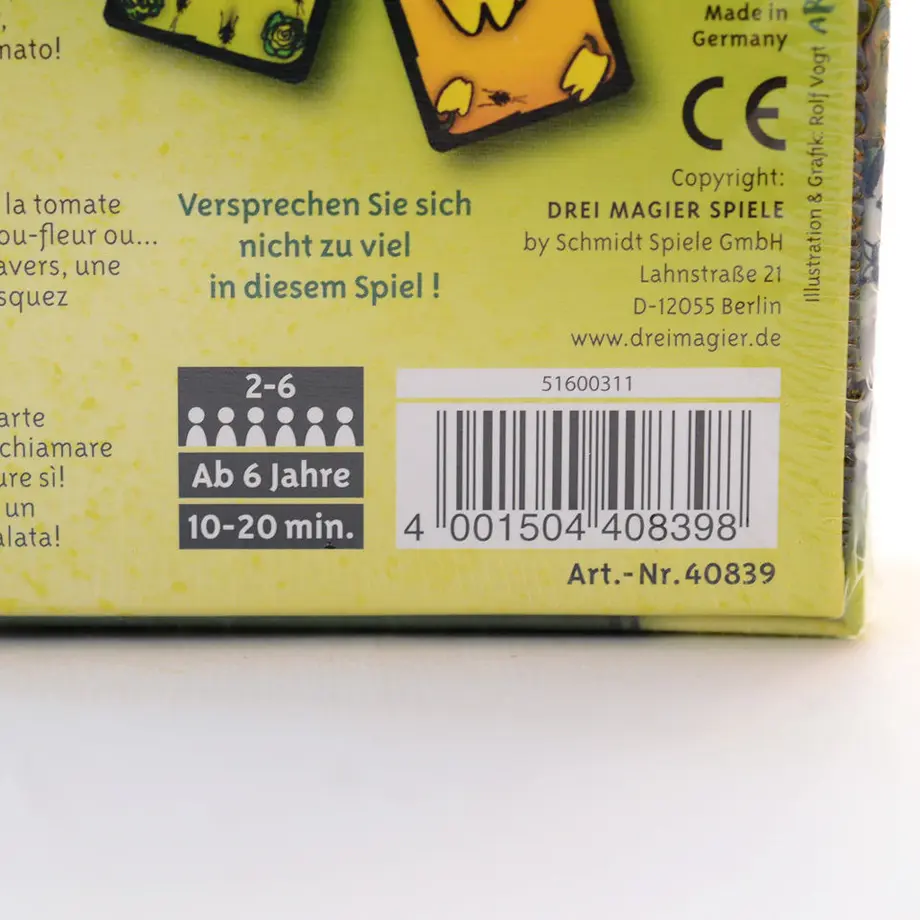 mato!
la tomate
ou-fleur ou...
avers, une
squez
arte
chiamare
ure sì!
un
alata!
Versprechen Sie sich
nicht zu viel
in diesem Spiel !
2-6
Ab 6 Jahre
10-20 min.
Made in
Germany
CE
Copyright:
DREI MAGIER SPIELE
by Schmidt Spiele GmbH
Lahnstraße 21
D-12055 Berlin
www.dreimagier.de
Illustration & Grafik: Rolf Vogt
51600311
4 001504 408398
Art.-Nr. 40839